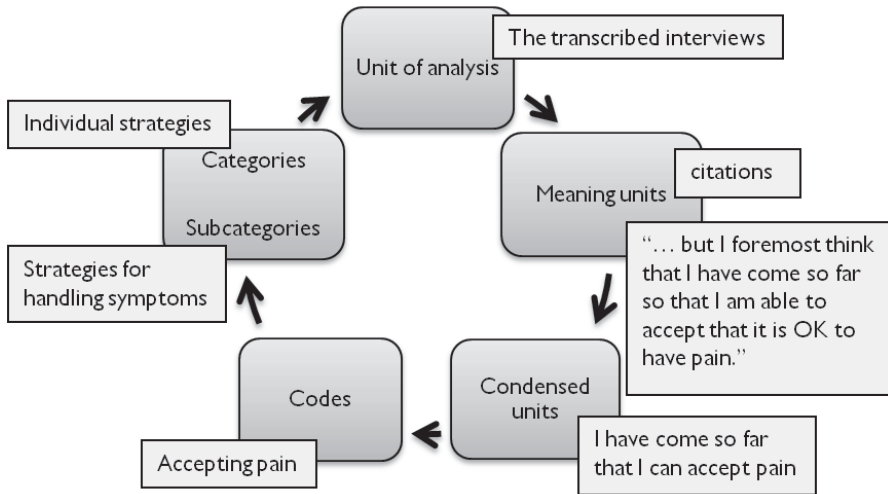 The transcribed interviews
Unit of analysis
Individual strategies
Categories
Subcategories
Strategies for
handling symptoms
citations
Meaning units
“... but I foremost think
that I have come so far
so that I am able to
accept that it is OK to
have pain.”
Condensed
units
I have come so far
that I can accept pain
Codes
Accepting pain